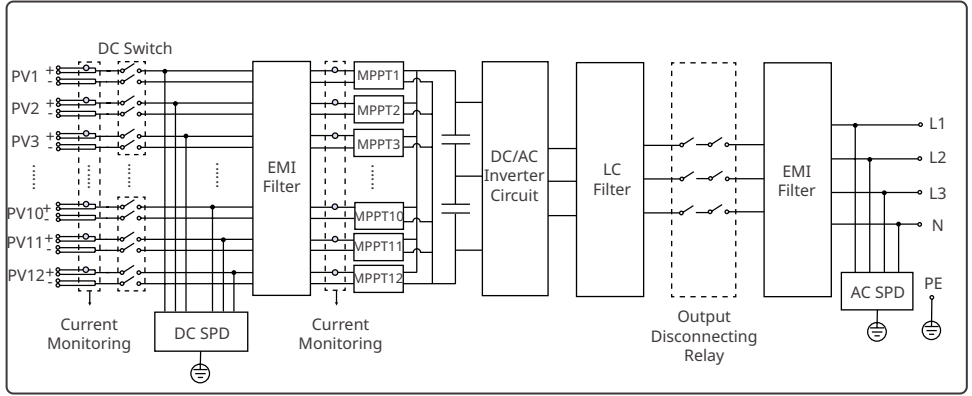 DC Switch
PV1 + -
PV2 + -
PV3 + -
PV10 + -
PV11 + -
PV12 + -
Current
Monitoring
DC SPD
EMI
Filter
Current
Monitoring
MPPT1
MPPT2
MPPT3
MPPT10
MPPT11
MPPT12
DC/AC
Inverter
Circuit
LC
Filter
Output
Disconnecting
Relay
EMI
Filter
L1
L2
L3
N
AC SPD
PE